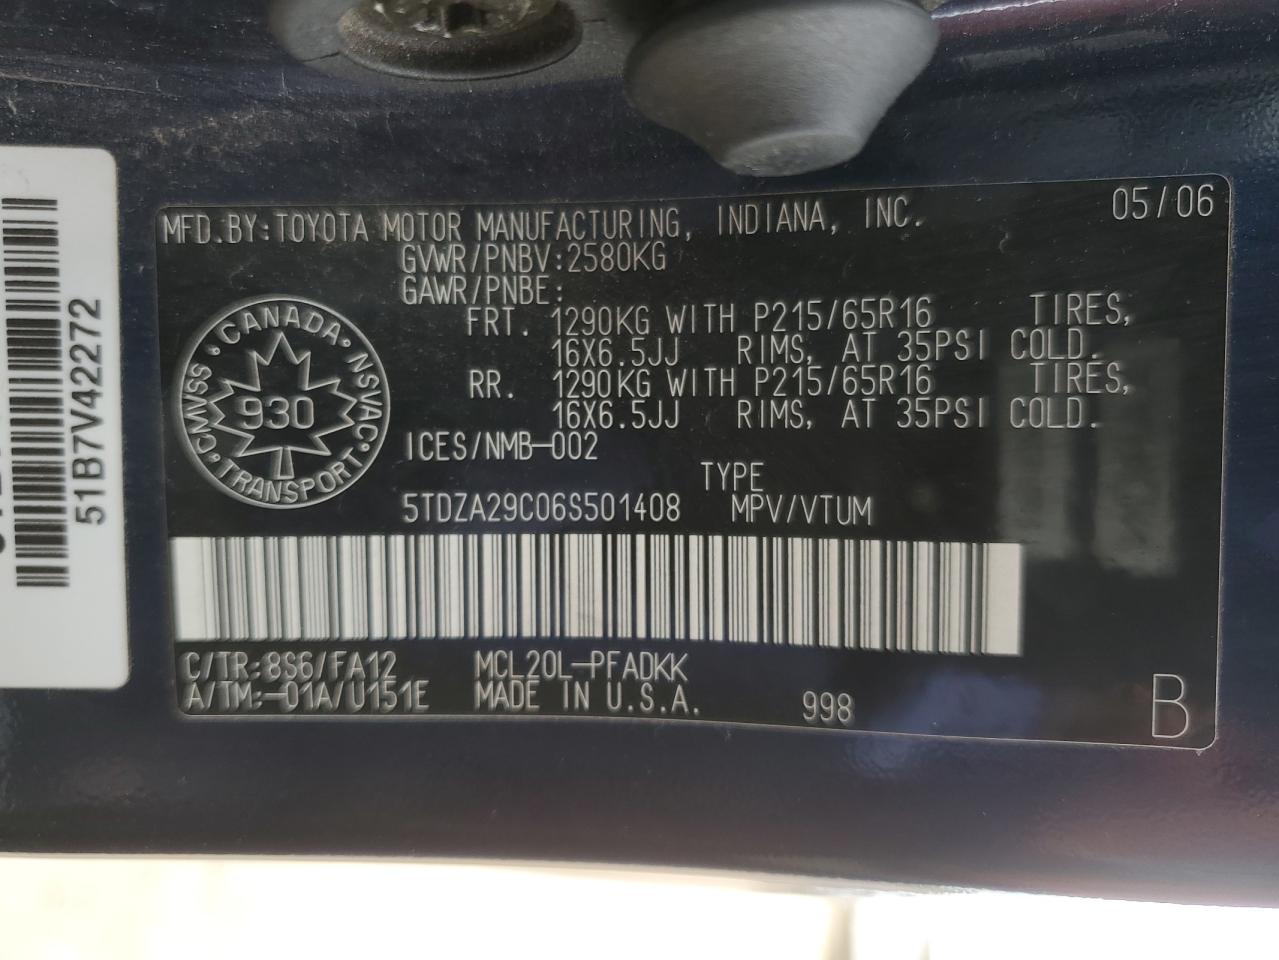 MFD.BY:TOYOTA MOTOR MANUFACTURING, INDIANA, INC. 05/06
GVWR/PNBV:2580KG
GAWR/PNBE:
FRT. 1290KG WITH P215/65R16 TIRES,
16X6.5JJ RIMS, AT 35PSI COLD.
RR. 1290KG WITH P215/65R16 TIRES,
16X6.5JJ RIMS, AT 35PSI COLD.
CANADA · NSVAC · TRANSPORT · CMVSS ·
930
ICES/NMB-002
TYPE
5TDZA29C06S501408 MPV/VTUM
C/TR:8S6/FA12 MCL20L-PFADKK
A/TM:-01A/U151E MADE IN U.S.A. 998 B
51B7V42272